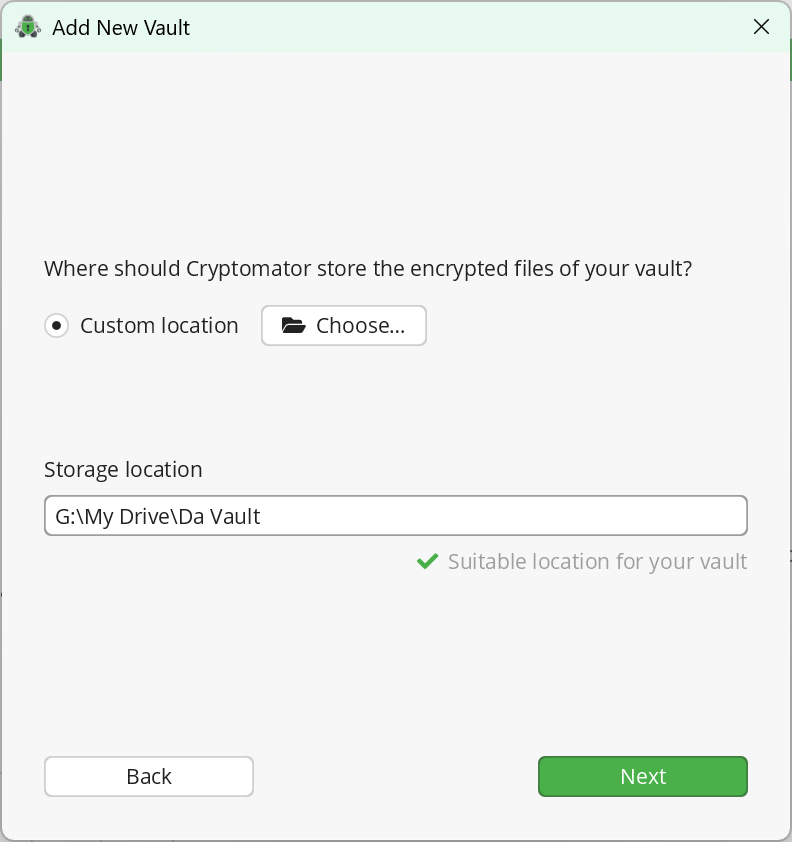 Add New Vault
Where should Cryptomator store the encrypted files of your vault?
Custom location
Choose...
Storage location
G:\My Drive\Da Vault
Suitable location for your vault
Back
Next